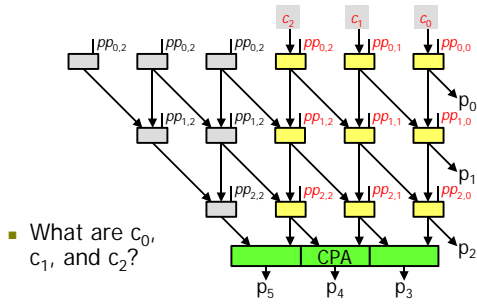 c2 c1 c0
pp0,2 pp0,2 pp0,2 pp0,2 pp0,1 pp0,0
p0
pp1,2 pp1,2 pp1,2 pp1,1 pp1,0
p1
pp2,2 pp2,2 pp2,1 pp2,0
■ What are c0,
c1, and c2?
p2
CPA
p5 p4 p3